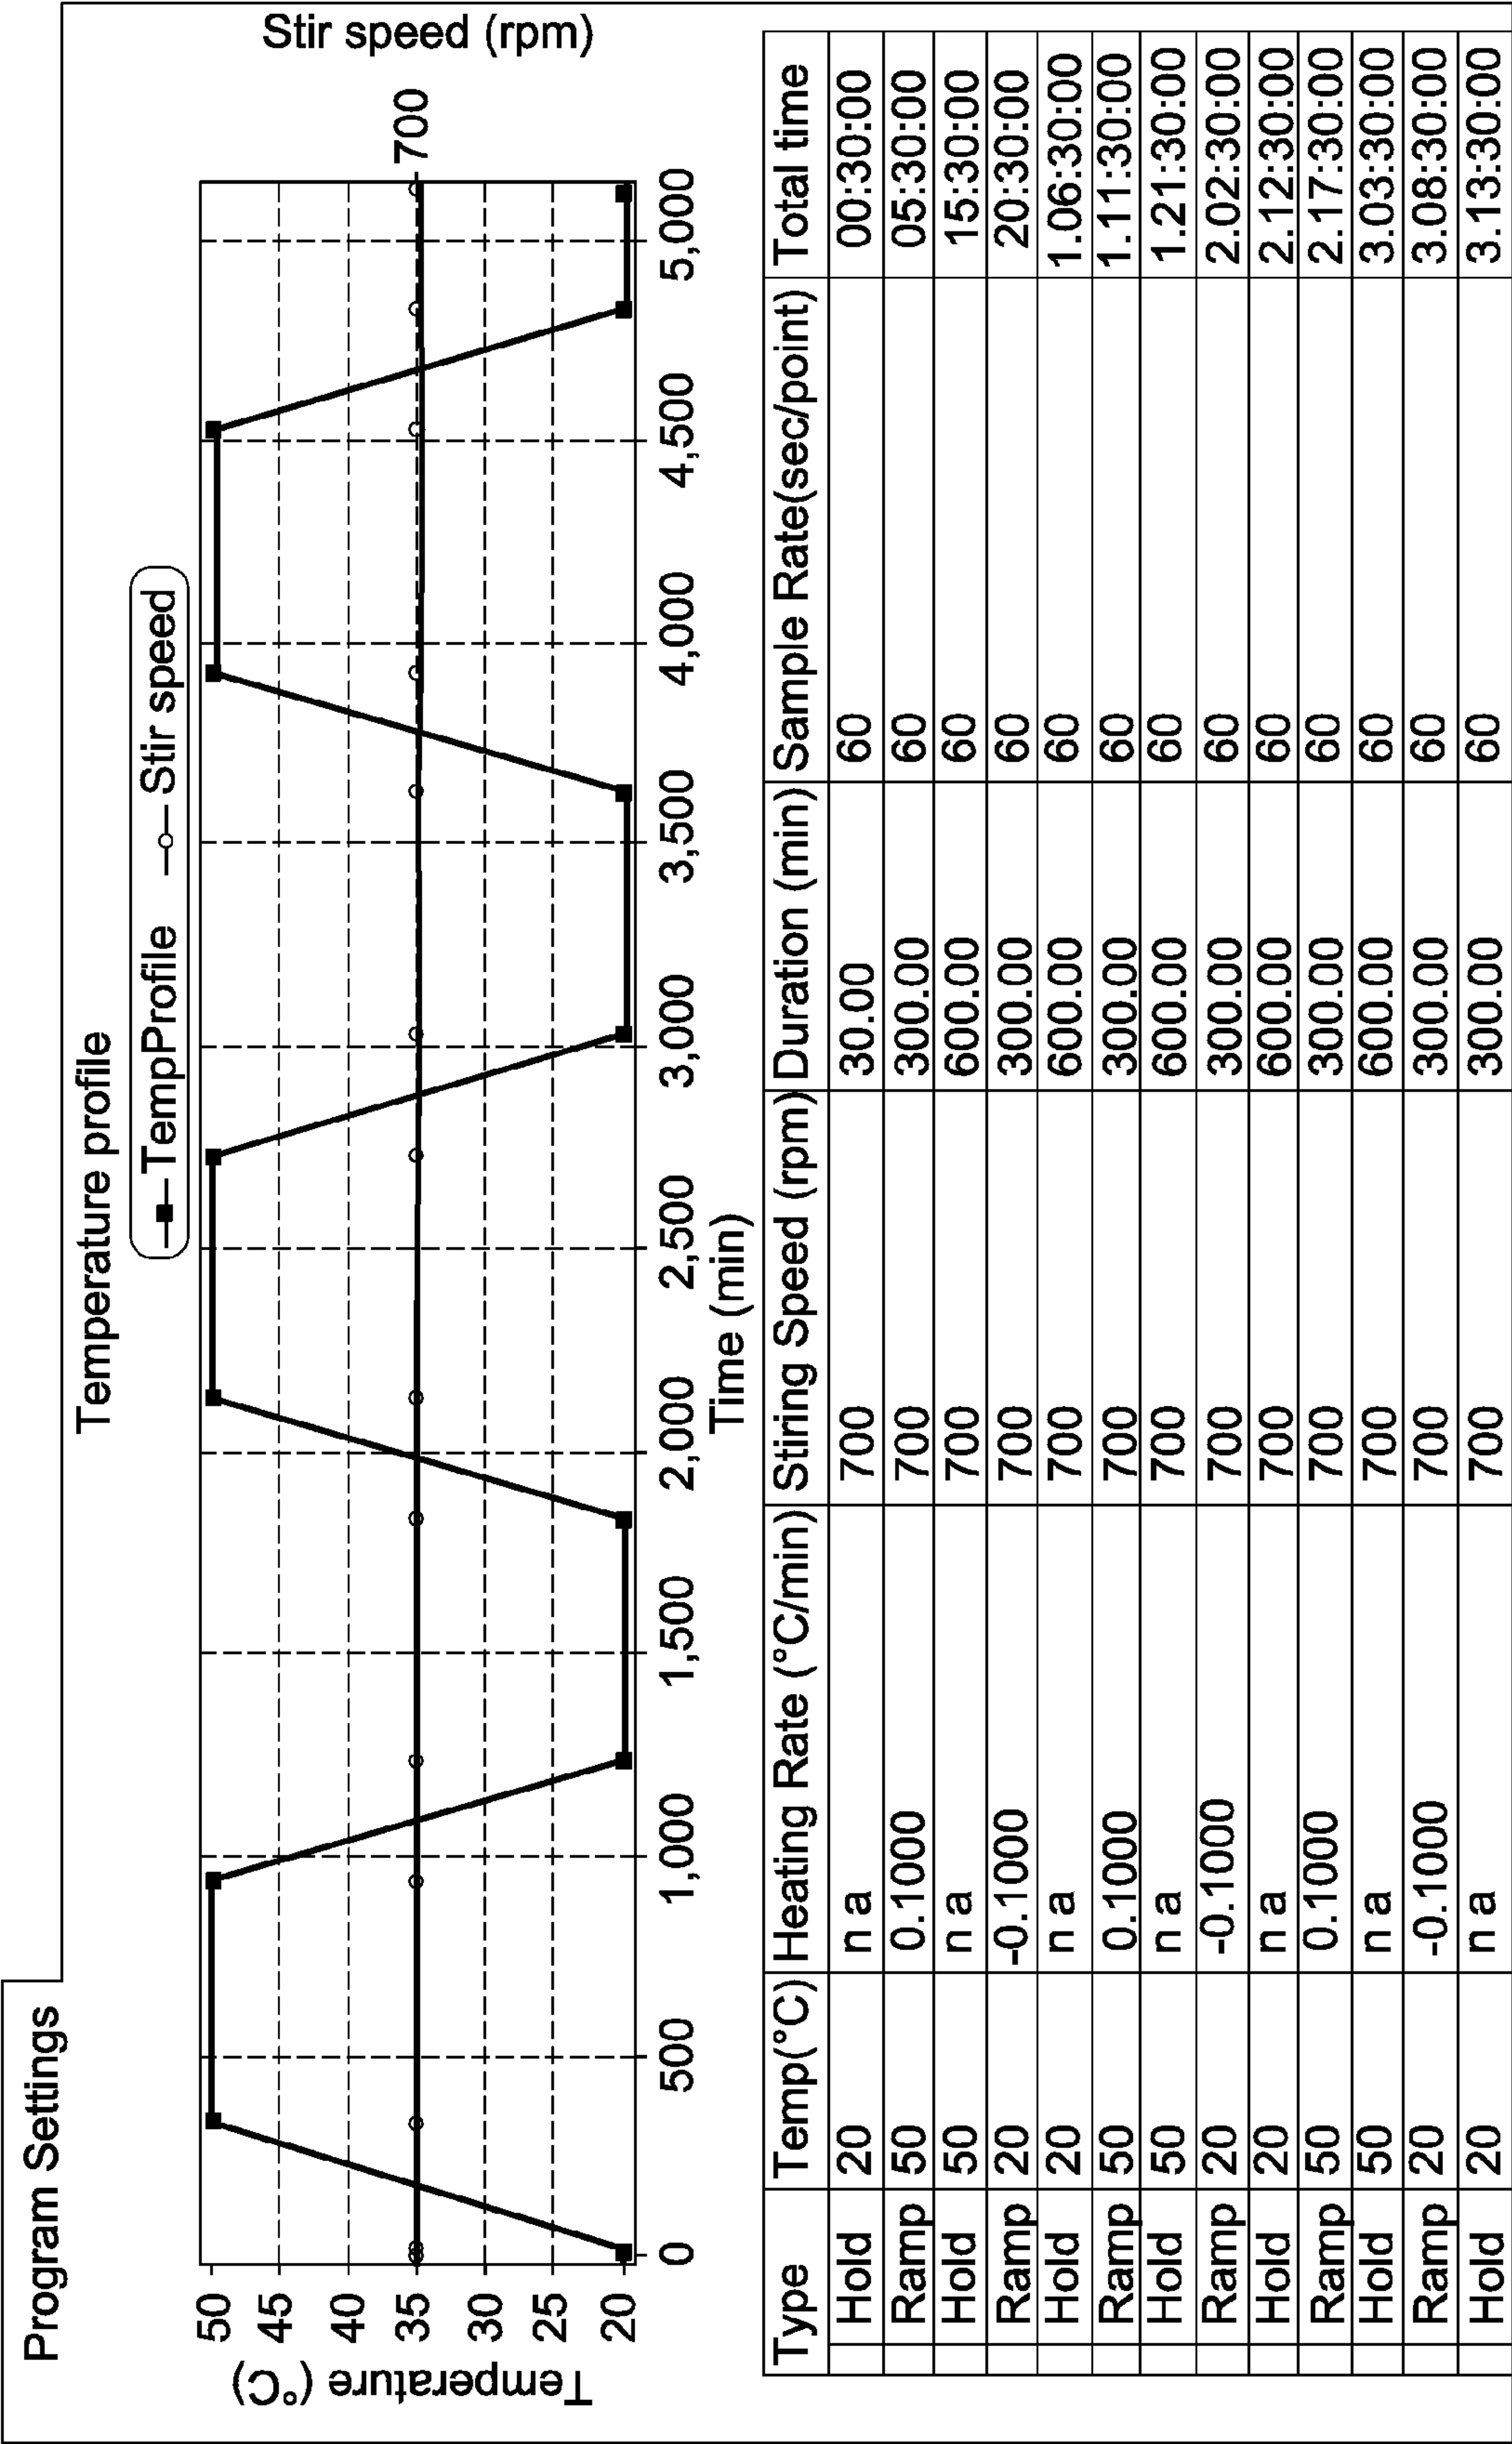 Program Settings
Temperature profile
TempProfile Stir speed
Temperature (°C)
Stir speed (rpm)
50
45
40
35
30
25
20
700
0 500 1,000 1,500 2,000 2,500 3,000 3,500 4,000 4,500 5,000
Time (min)
Type Temp(°C) Heating Rate (°C/min) Stiring Speed (rpm) Duration (min) Sample Rate(sec/point) Total time
Hold 20 n a 700 30.00 60 00:30:00
Ramp 50 0.1000 700 300.00 60 05:30:00
Hold 50 n a 700 600.00 60 15:30:00
Ramp 20 -0.1000 700 300.00 60 20:30:00
Hold 20 n a 700 600.00 60 1.06:30:00
Ramp 50 0.1000 700 300.00 60 1.11:30:00
Hold 50 n a 700 600.00 60 1.21:30:00
Ramp 20 -0.1000 700 300.00 60 2.02:30:00
Hold 20 n a 700 600.00 60 2.12:30:00
Ramp 50 0.1000 700 300.00 60 2.17:30:00
Hold 50 n a 700 600.00 60 3.03:30:00
Ramp 20 -0.1000 700 300.00 60 3.08:30:00
Hold 20 n a 700 300.00 60 3.13:30:00